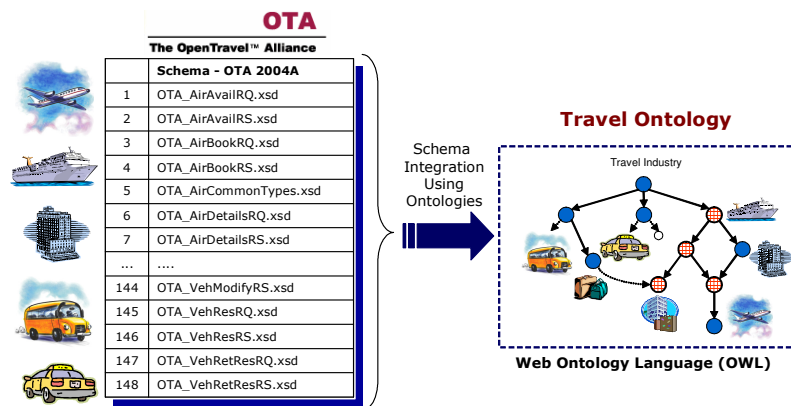 OTA
The OpenTravel™ Alliance
Schema - OTA 2004A
1 OTA_AirAvailRQ.xsd
2 OTA_AirAvailRS.xsd
3 OTA_AirBookRQ.xsd
4 OTA_AirBookRS.xsd
5 OTA_AirCommonTypes.xsd
6 OTA_AirDetailsRQ.xsd
7 OTA_AirDetailsRS.xsd
... ....
144 OTA_VehModifyRS.xsd
145 OTA_VehResRQ.xsd
146 OTA_VehResRS.xsd
147 OTA_VehRetResRQ.xsd
148 OTA_VehRetResRS.xsd
Schema
Integration
Using
Ontologies
Travel Ontology
Travel Industry
Web Ontology Language (OWL)